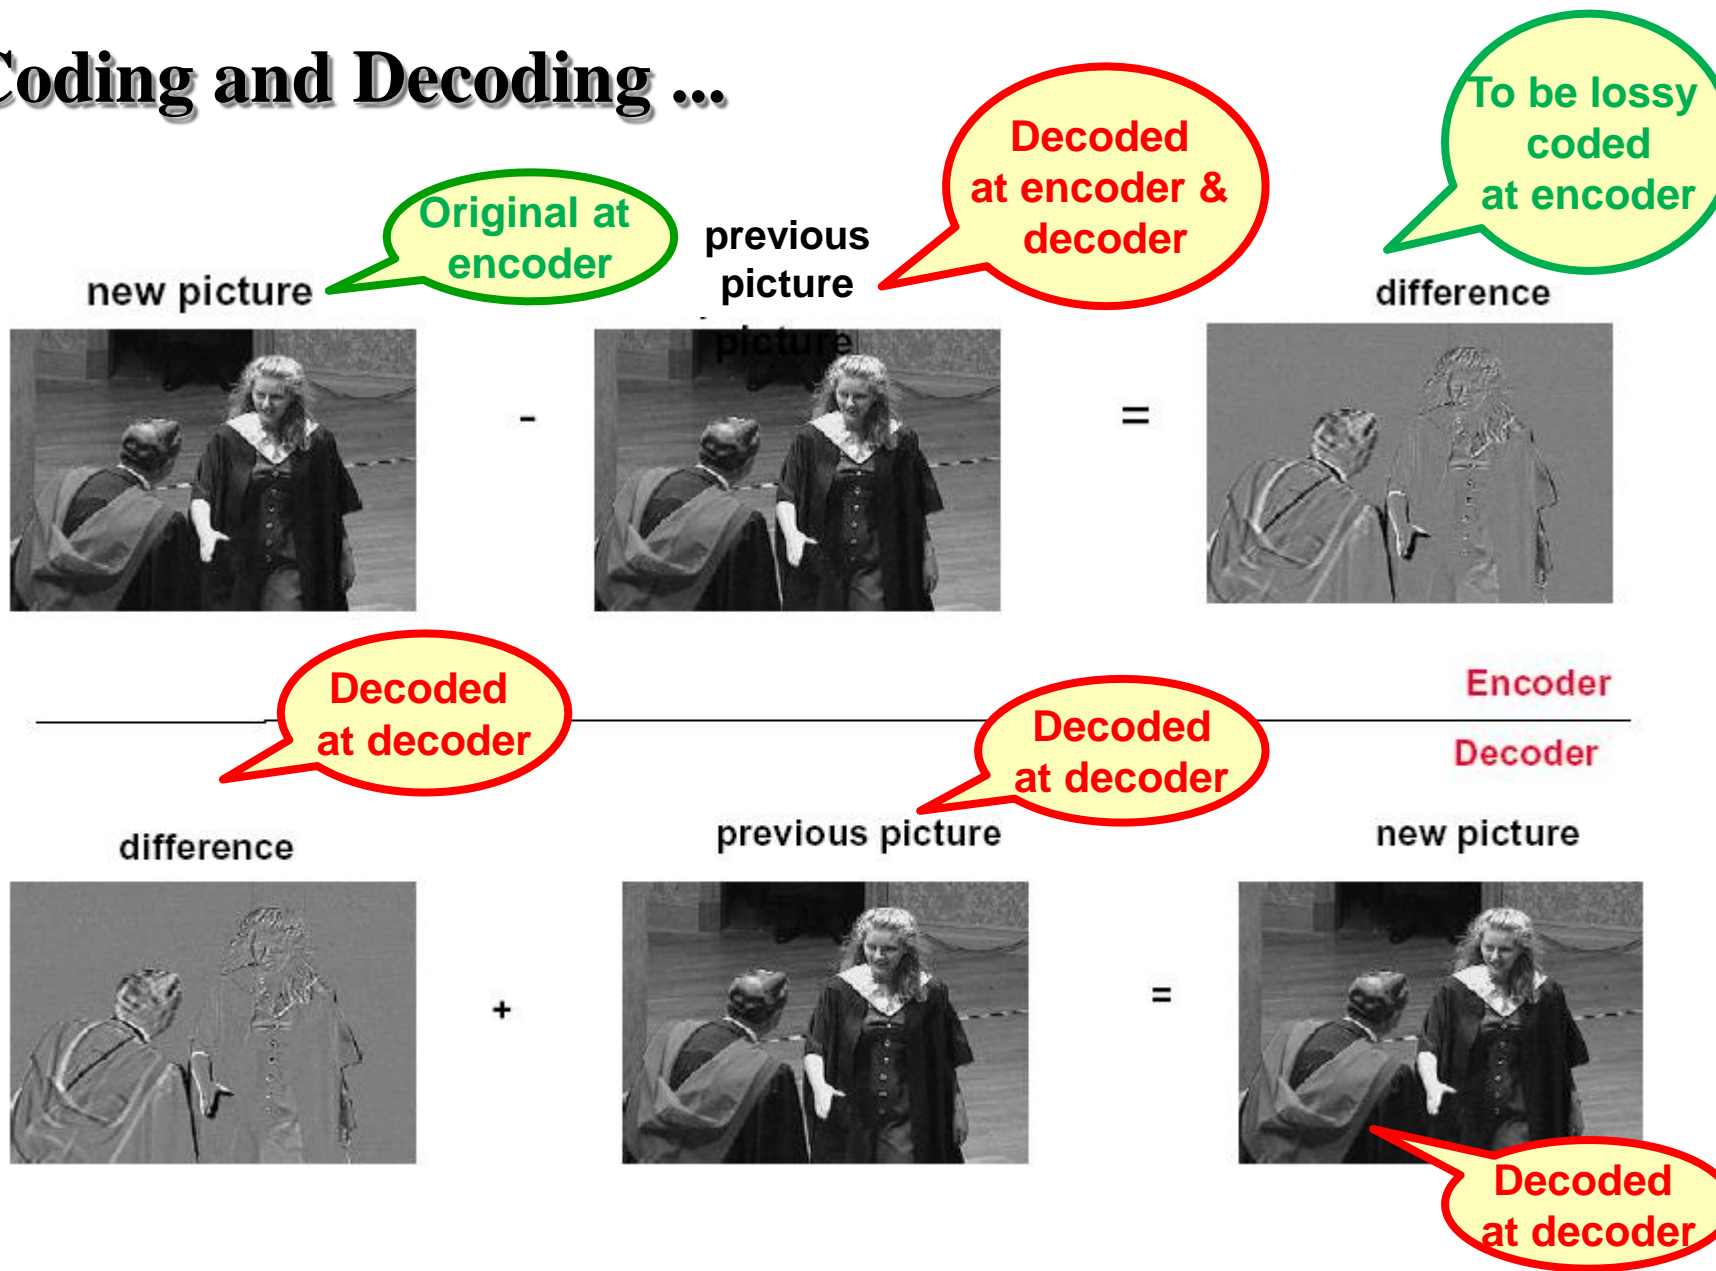 Coding and Decoding ...
To be lossy
coded
at encoder
Decoded
at encoder &
decoder
Original at
encoder
previous
picture
new picture
difference
picture
-
=
Encoder
Decoded
at decoder
Decoded
at decoder
Decoder
difference
previous picture
new picture
+
=
Decoded
at decoder